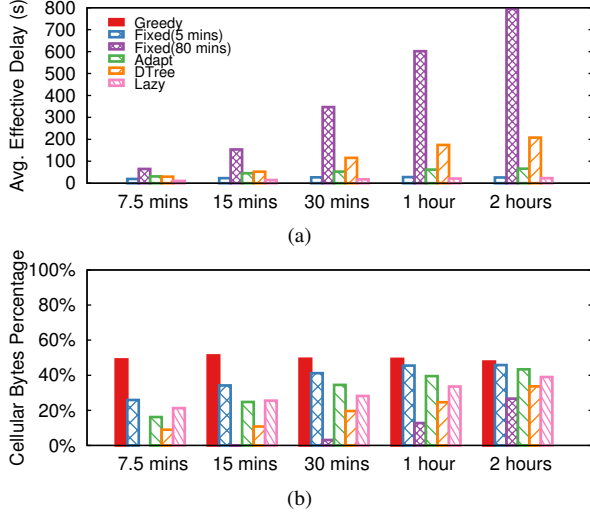 Avg. Effective Delay (s)
800
700
600
500
400
300
200
100
0
Greedy
Fixed(5 mins)
Fixed(80 mins)
Adapt
DTree
Lazy
7.5 mins 15 mins 30 mins 1 hour 2 hours
(a)
Cellular Bytes Percentage
100%
80%
60%
40%
20%
0%
7.5 mins 15 mins 30 mins 1 hour 2 hours
(b)